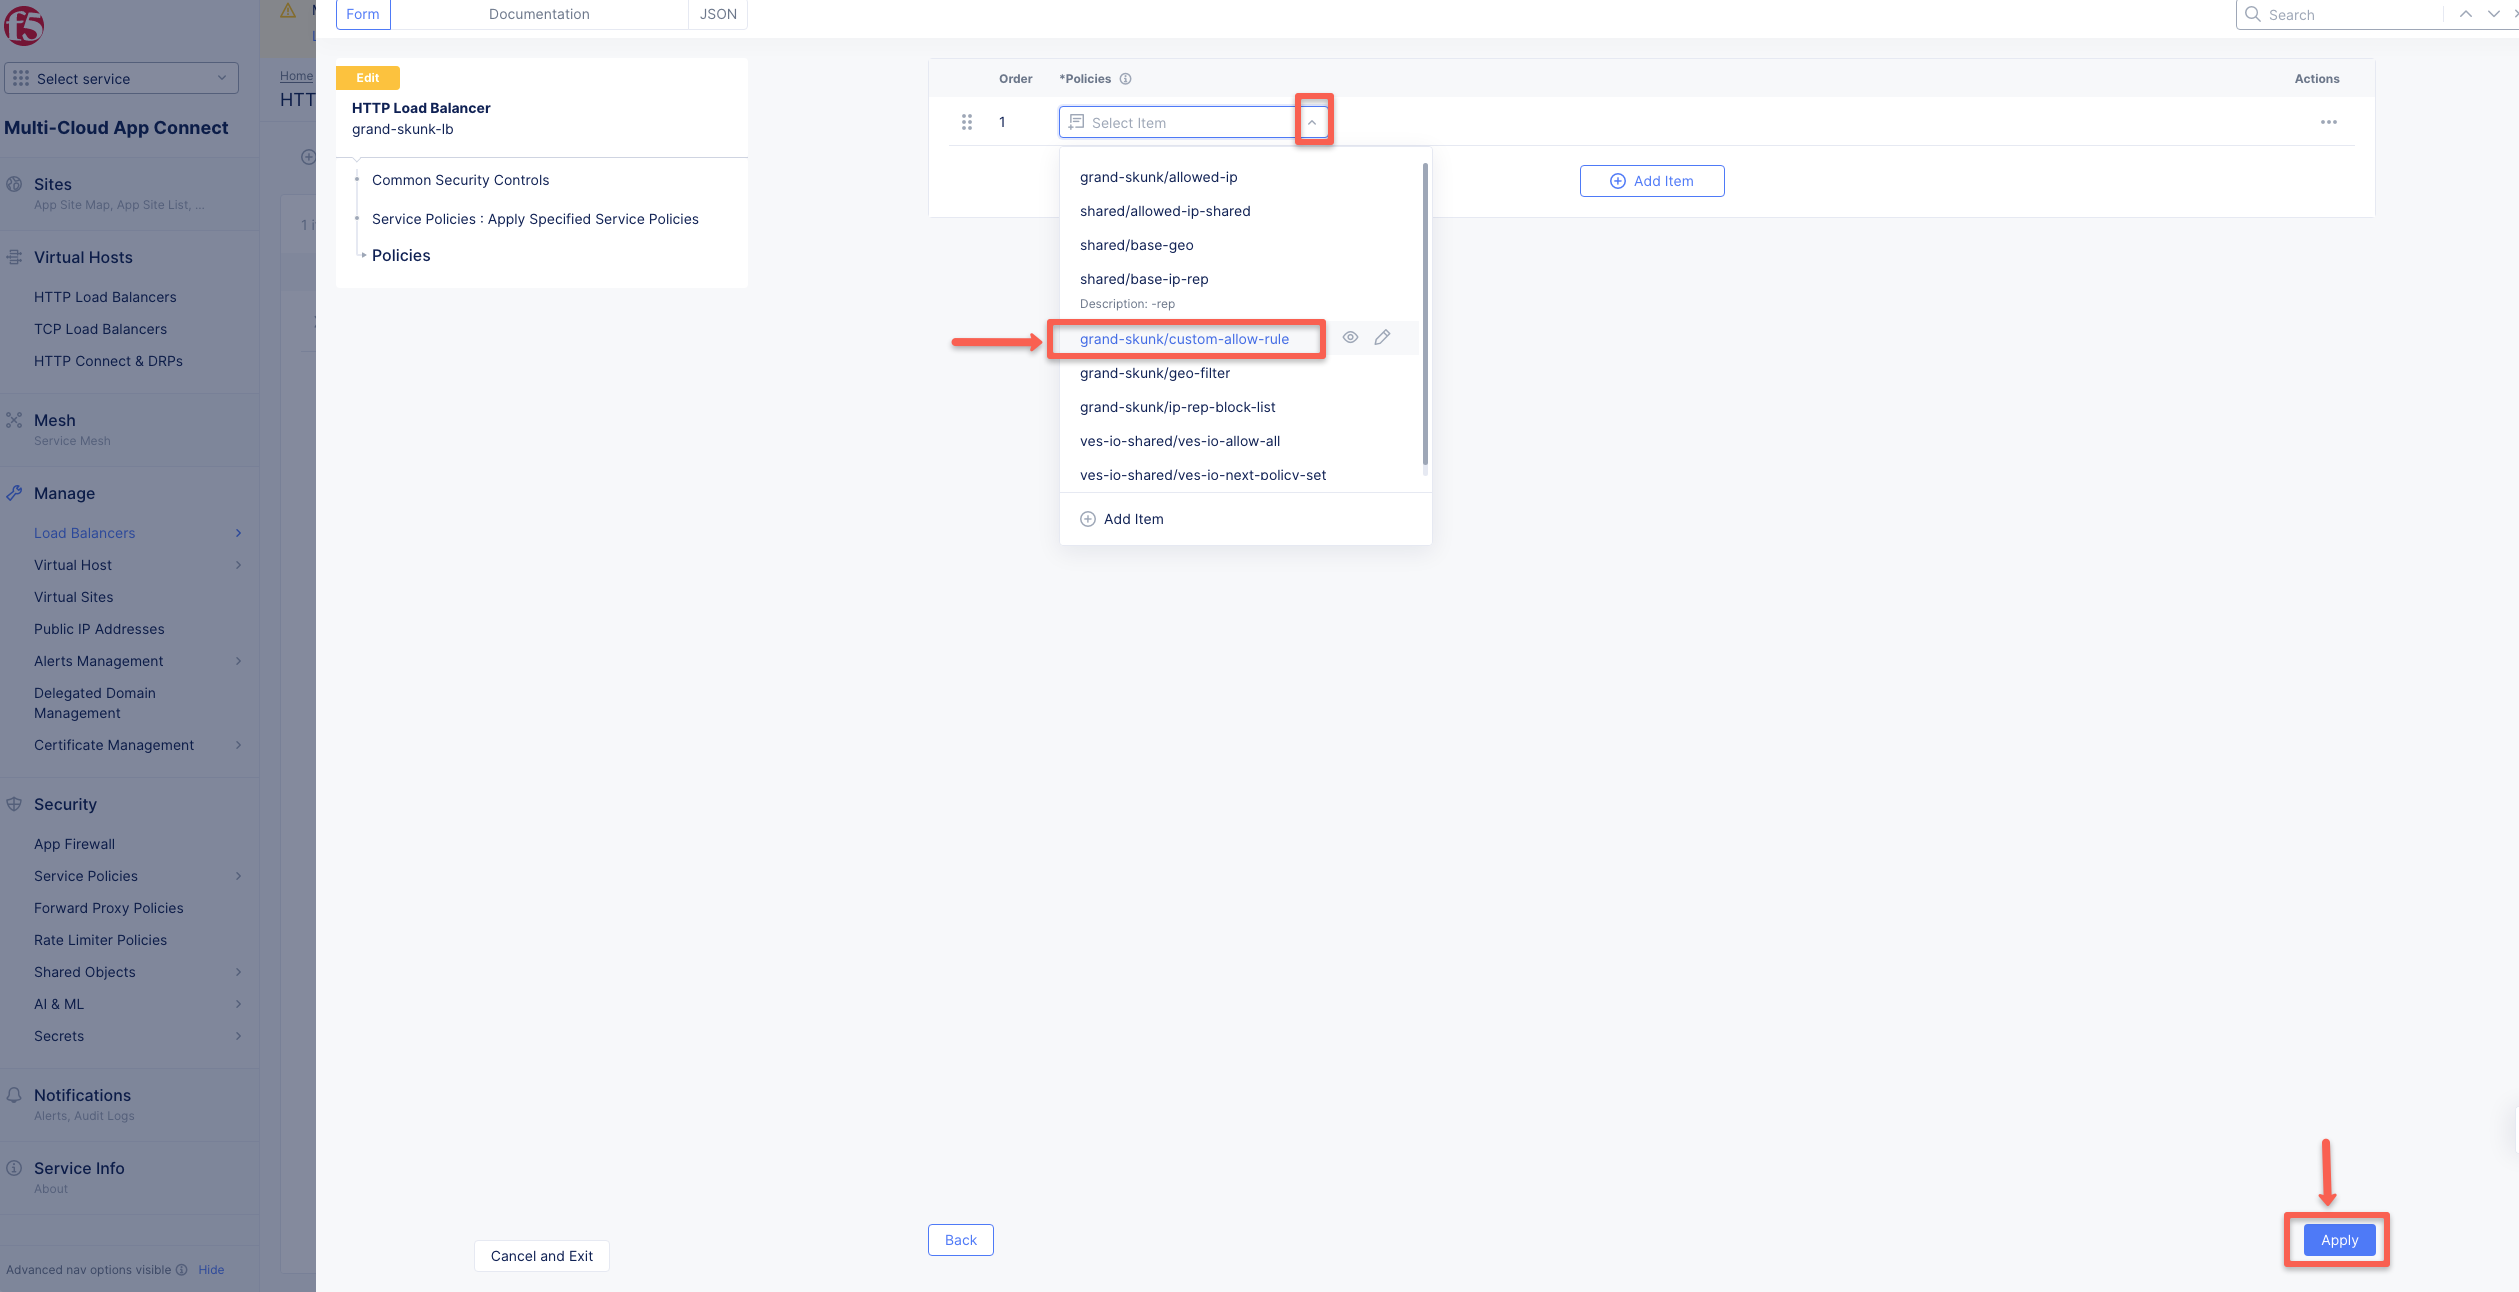 f5
Select service
Multi-Cloud App Connect
Sites
App Site Map, App Site List, ...
Virtual Hosts
HTTP Load Balancers
TCP Load Balancers
HTTP Connect & DRPs
Mesh
Service Mesh
Manage
Load Balancers
Virtual Host
Virtual Sites
Public IP Addresses
Alerts Management
Delegated Domain
Management
Certificate Management
Security
App Firewall
Service Policies
Forward Proxy Policies
Rate Limiter Policies
Shared Objects
AI & ML
Secrets
Notifications
Alerts, Audit Logs
Service Info
About
Advanced nav options visible
Hide
Home
HTT
Form
Documentation
JSON
Search
Edit
HTTP Load Balancer
grand-skunk-lb
Common Security Controls
Service Policies : Apply Specified Service Policies
Policies
Order
*Policies
Actions
1
Select Item
Add Item
grand-skunk/allowed-ip
shared/allowed-ip-shared
shared/base-geo
shared/base-ip-rep
Description: -rep
grand-skunk/custom-allow-rule
grand-skunk/geo-filter
grand-skunk/ip-rep-block-list
ves-io-shared/ves-io-allow-all
ves-io-shared/ves-io-next-policy-set
Add Item
Cancel and Exit
Back
Apply